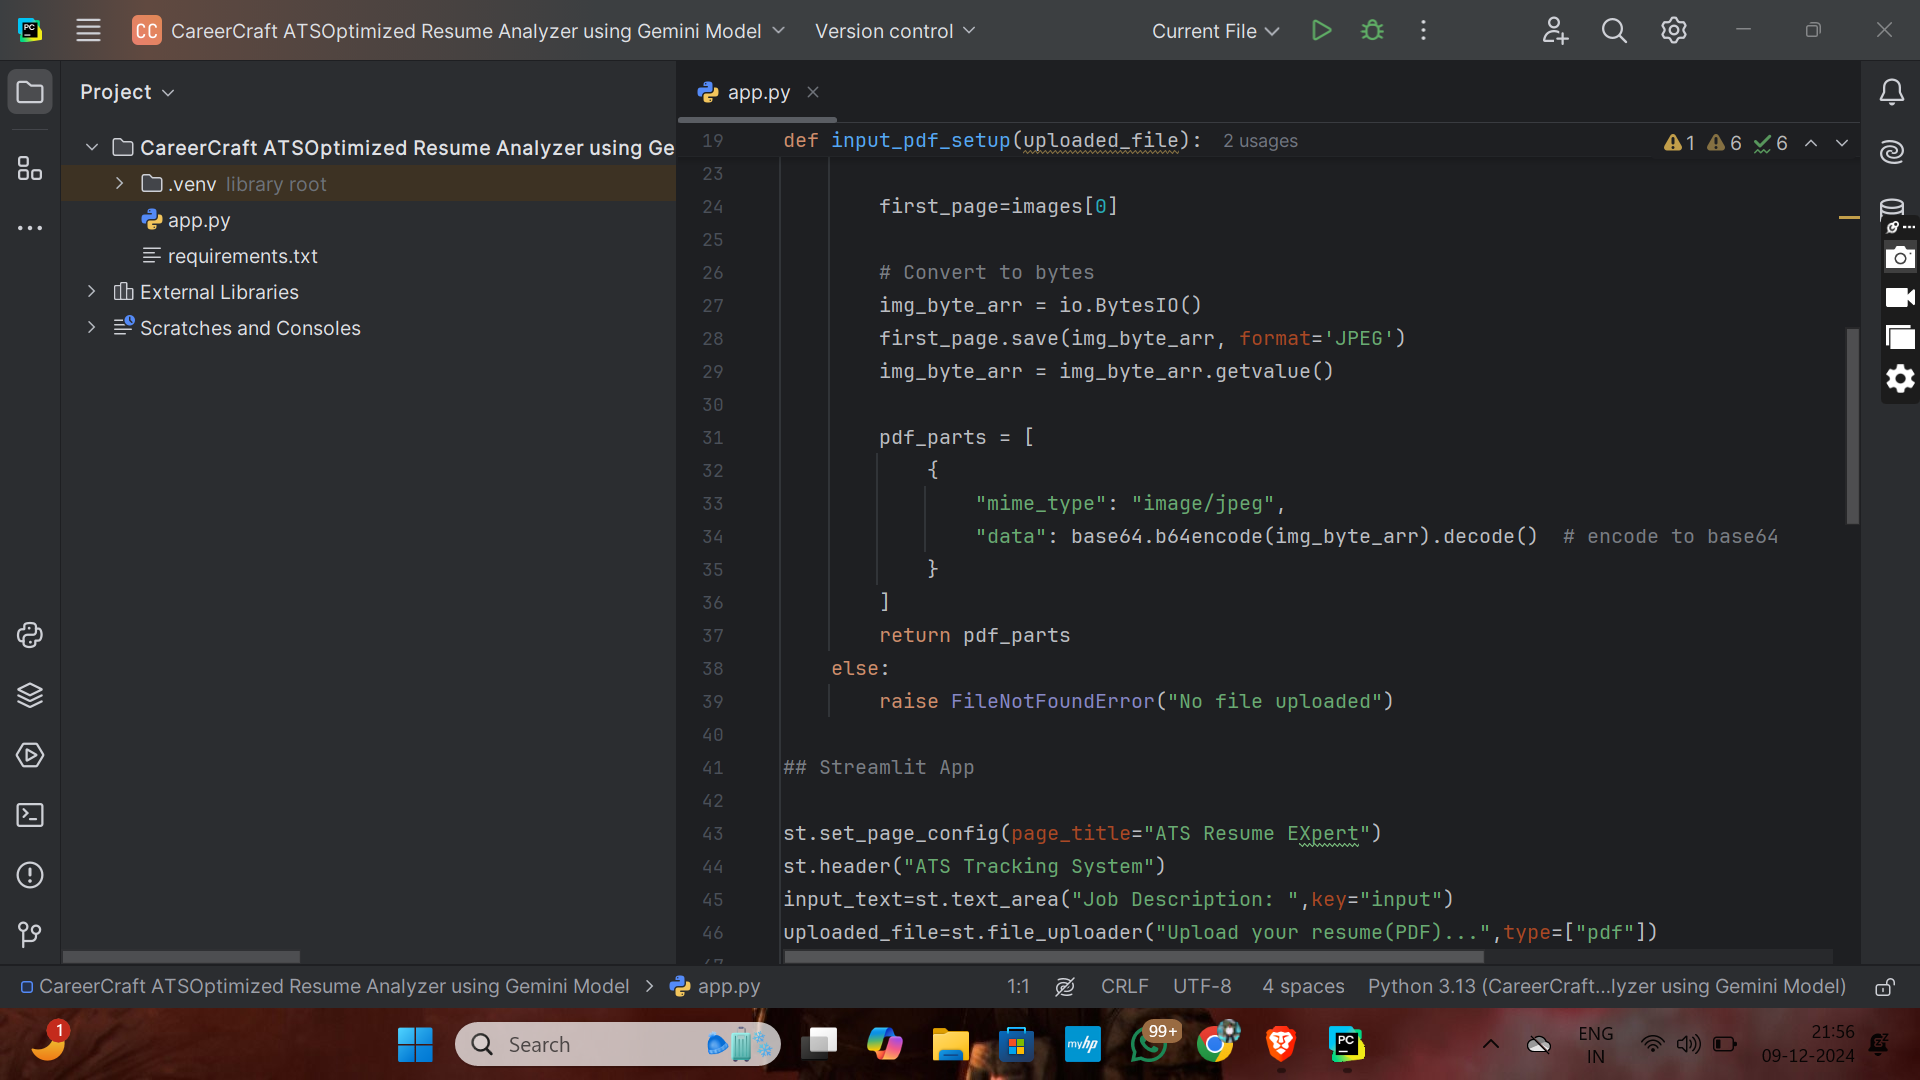 PC
CC CareerCraft ATSOptimized Resume Analyzer using Gemini Model
Version control
Current File
Project
CareerCraft ATSOptimized Resume Analyzer using Ge
.venv library root
app.py
requirements.txt
External Libraries
Scratches and Consoles
app.py
19 def input_pdf_setup(uploaded_file): 2 usages
1 6 6
23
24 first_page=images[0]
25
26 # Convert to bytes
27 img_byte_arr = io.BytesIO()
28 first_page.save(img_byte_arr, format='JPEG')
29 img_byte_arr = img_byte_arr.getvalue()
30
31 pdf_parts = [
32 {
33 "mime_type": "image/jpeg",
34 "data": base64.b64encode(img_byte_arr).decode() # encode to base64
35 }
36 ]
37 return pdf_parts
38 else:
39 raise FileNotFoundError("No file uploaded")
40
41 ## Streamlit App
42
43 st.set_page_config(page_title="ATS Resume EXpert")
44 st.header("ATS Tracking System")
45 input_text=st.text_area("Job Description: ",key="input")
46 uploaded_file=st.file_uploader("Upload your resume(PDF)...",type=["pdf"])
CareerCraft ATSOptimized Resume Analyzer using Gemini Model > app.py
1:1 CRLF UTF-8 4 spaces Python 3.13 (CareerCraft...lyzer using Gemini Model)
1
Search
myhp
99+
PC
ENG
IN
21:56
09-12-2024